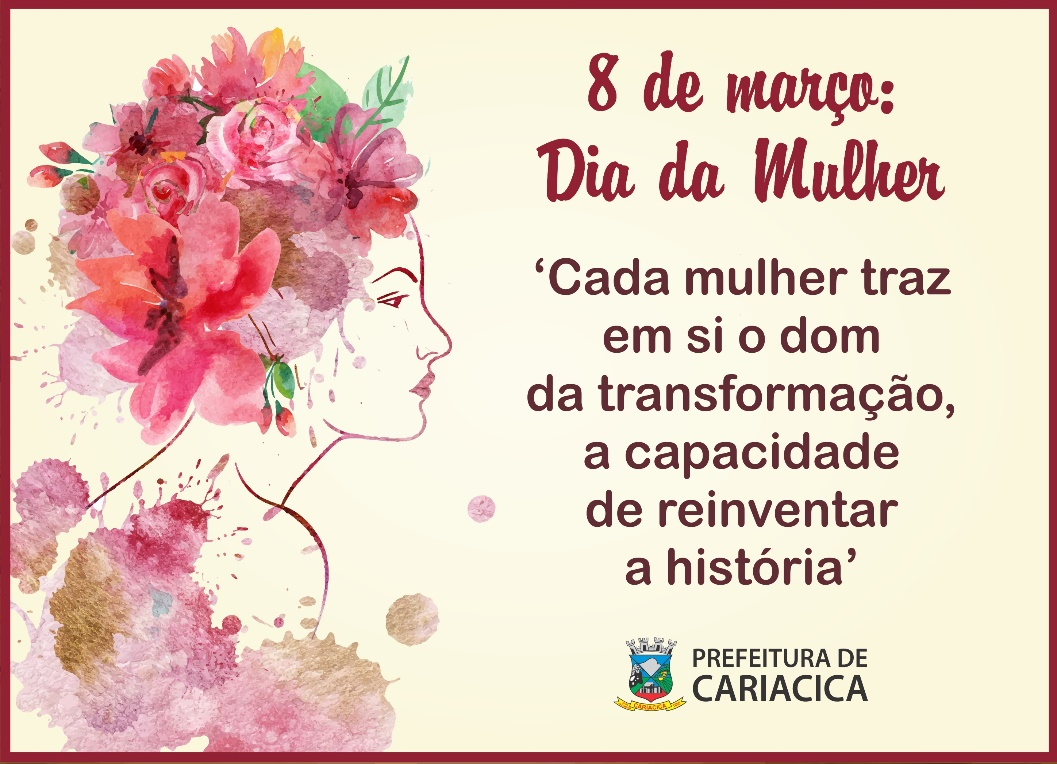 8 de março:
Dia da Mulher
‘Cada mulher traz
em si o dom
da transformação,
a capacidade
de reinventar
a história’
PREFEITURA DE
CARIACICA
CARIACICA